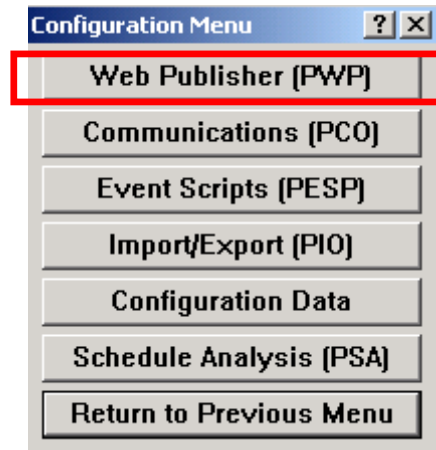 Configuration Menu ? ×
Web Publisher (PWP)
Communications (PCO)
Event Scripts (PESP)
Import/Export (PIO)
Configuration Data
Schedule Analysis (PSA)
Return to Previous Menu